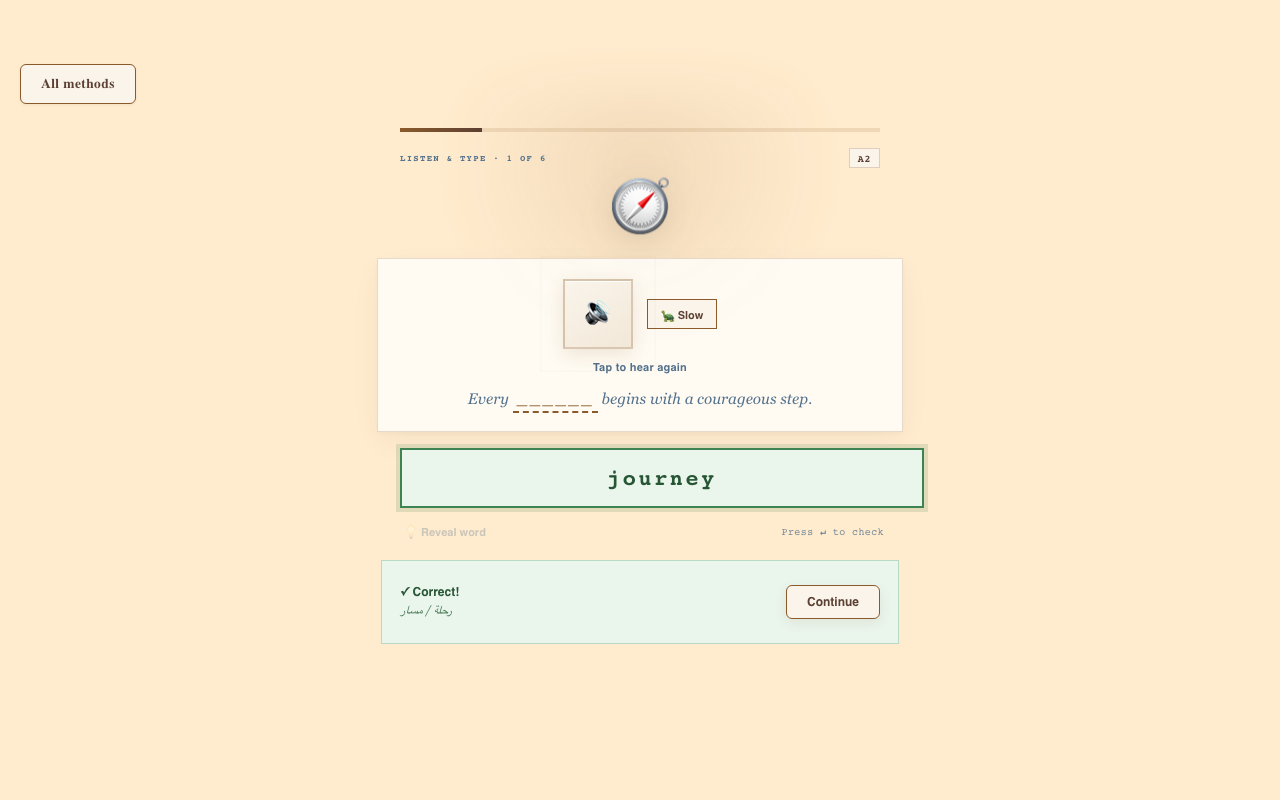 All methods
LISTEN & TYPE · 1 OF 6
A2
Slow
Tap to hear again
Every ______ begins with a courageous step.
journey
Reveal word
Press ↵ to check
✓ Correct!
رحلة / مسار
Continue